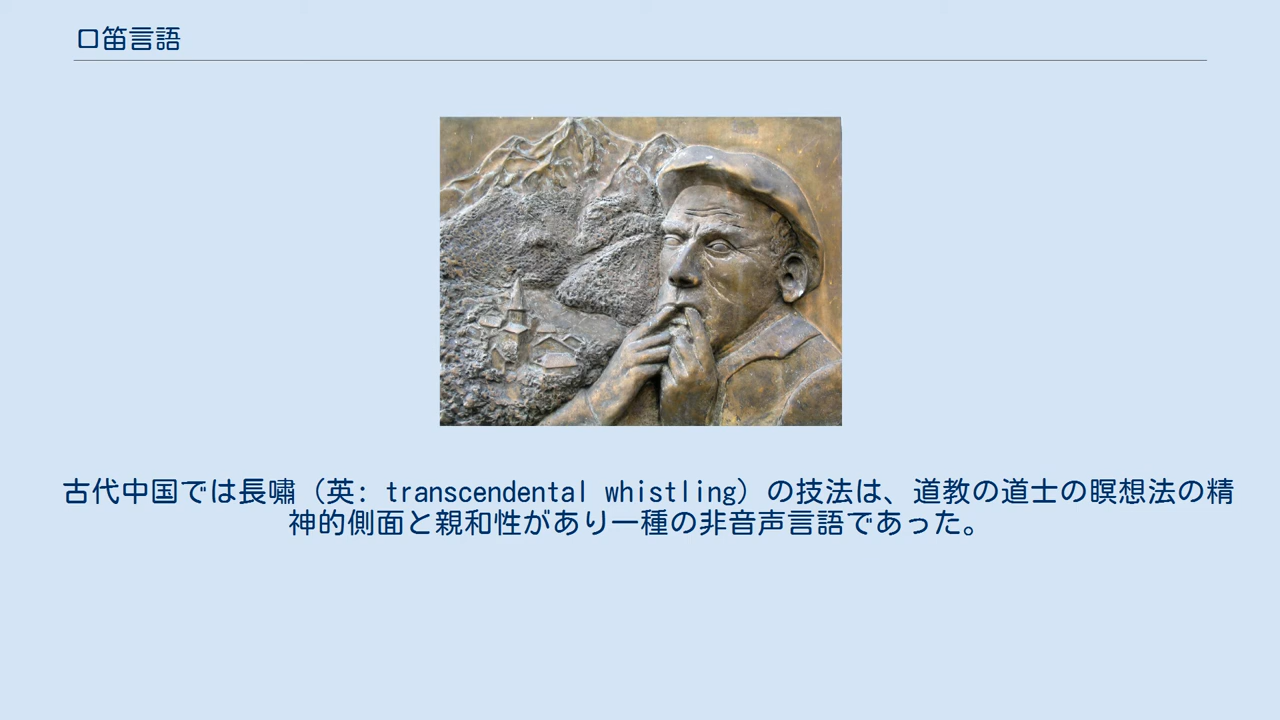 口笛言語
古代中国では長嘯（英: transcendental whistling）の技法は、道教の道士の瞑想法の精
神的側面と親和性があり一種の非音声言語であった。